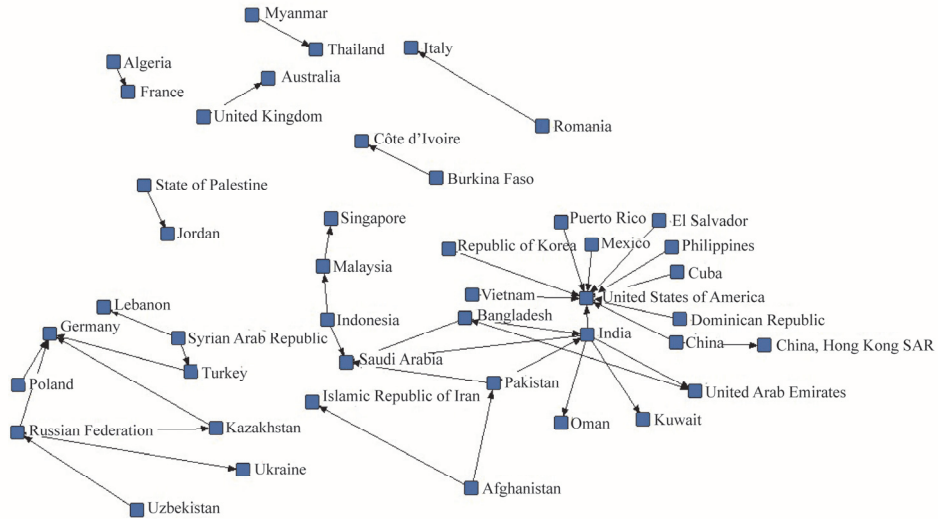 Myanmar
Thailand
Italy
Algeria
France
Australia
United Kingdom
Romania
Côte d’Ivoire
Burkina Faso
State of Palestine
Jordan
Singapore
Puerto Rico
El Salvador
Republic of Korea
Mexico
Philippines
Malaysia
Cuba
Vietnam
United States of America
Lebanon
Bangladesh
Dominican Republic
Germany
Indonesia
Syrian Arab Republic
India
China
China, Hong Kong SAR
Saudi Arabia
Turkey
Poland
Pakistan
United Arab Emirates
Islamic Republic of Iran
Oman
Kuwait
Russian Federation
Kazakhstan
Ukraine
Afghanistan
Uzbekistan